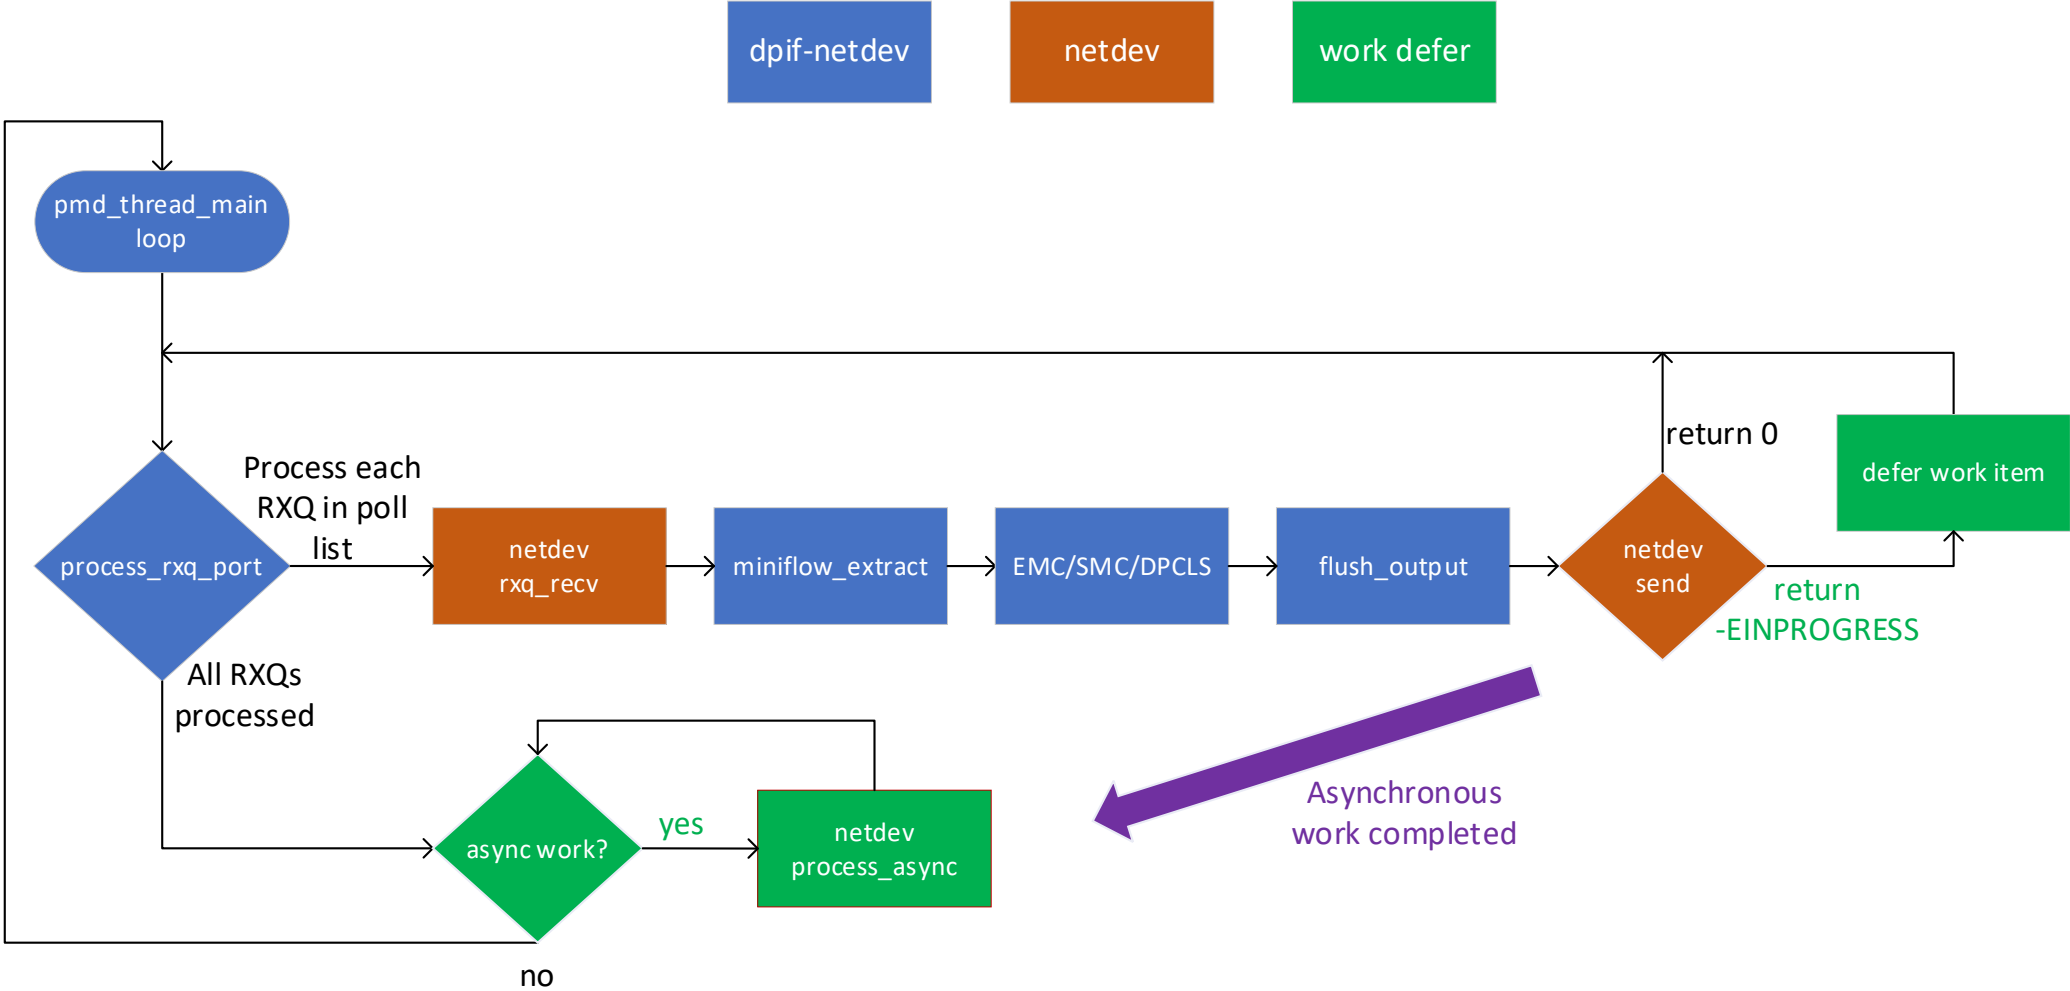 dpif-netdev
netdev
work defer
pmd_thread_main
loop
return 0
Process each
RXQ in poll
list
defer work item
process_rxq_port
netdev
rxq_recv
miniflow_extract
EMC/SMC/DPCLS
flush_output
netdev
send
return
-EINPROGRESS
All RXQs
processed
async work?
yes
netdev
process_async
Asynchronous
work completed
no